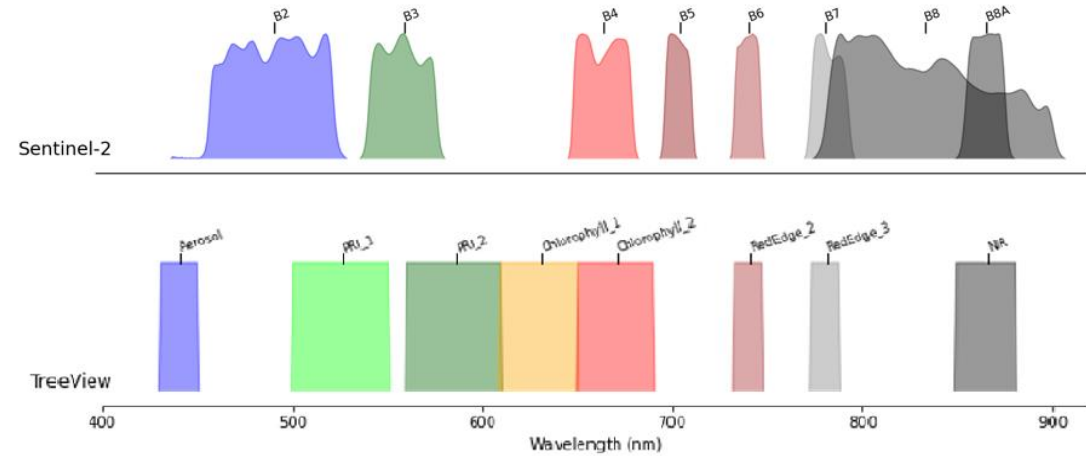 B2 B3 B4 B5 B6 B7 B8 B8A
Sentinel-2
Aerosol PRI_1 PRI_2 Chlorophyll_1 Chlorophyll_2 RedEdge_2 RedEdge_3 NIR
TreeView
400 500 600 700 800 900
Wavelength (nm)